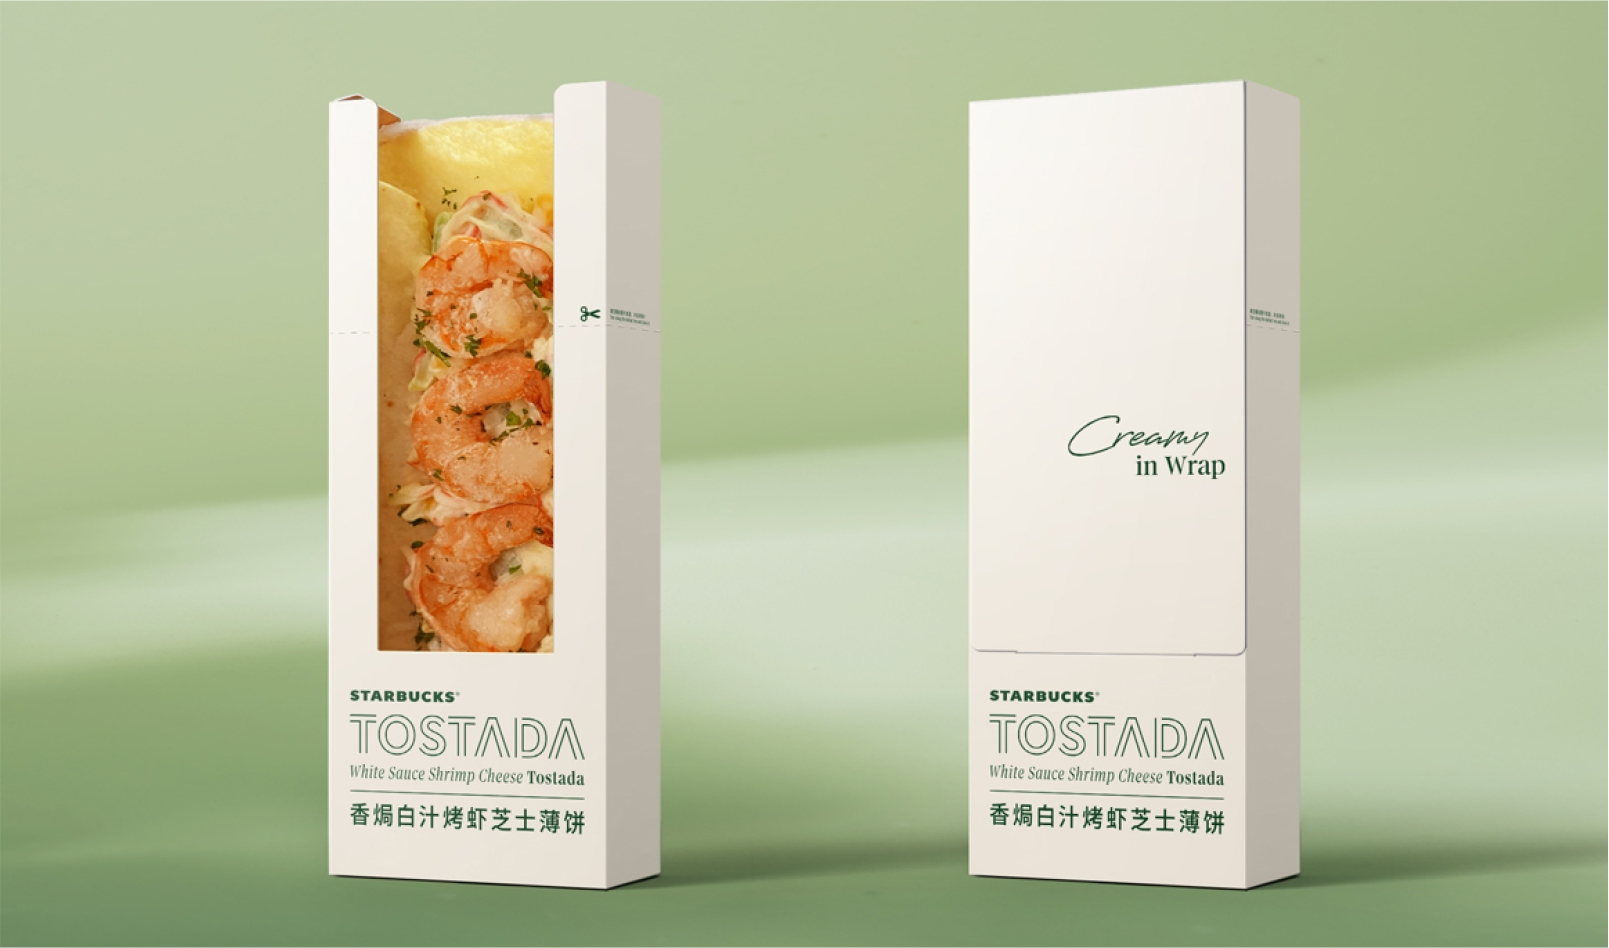 STARBUCKS®
TOSTADA
White Sauce Shrimp Cheese Tostada
香焗白汁烤虾芝士薄饼
Creamy
in Wrap
STARBUCKS®
TOSTADA
White Sauce Shrimp Cheese Tostada
香焗白汁烤虾芝士薄饼